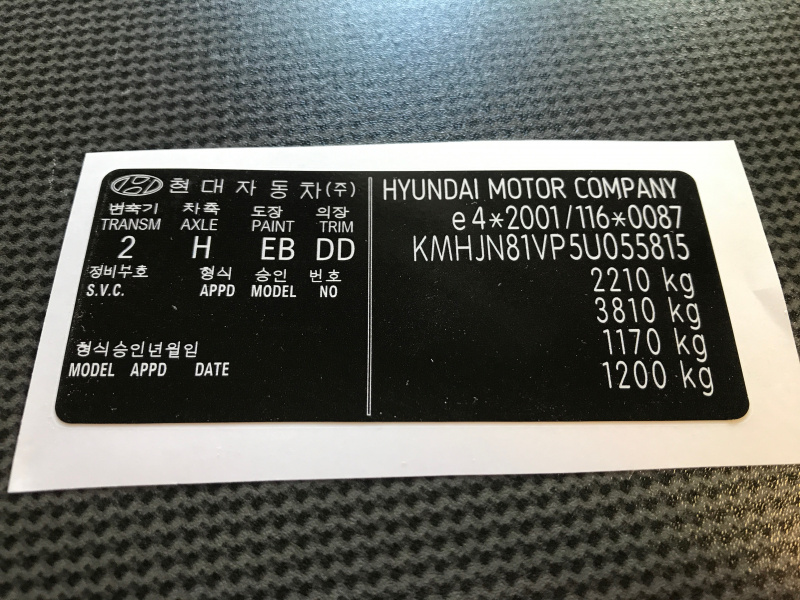 현대자동차(주)
변속기 차축 도장 의장
TRANSM AXLE PAINT TRIM
2 H EB DD
정비부호 형식 승인 번호
S.V.C. APPD MODEL NO
형식승인년월일
MODEL APPD DATE
HYUNDAI MOTOR COMPANY
e4*2001/116*0087
KMHJN81VP5U055815
2210 kg
3810 kg
1170 kg
1200 kg